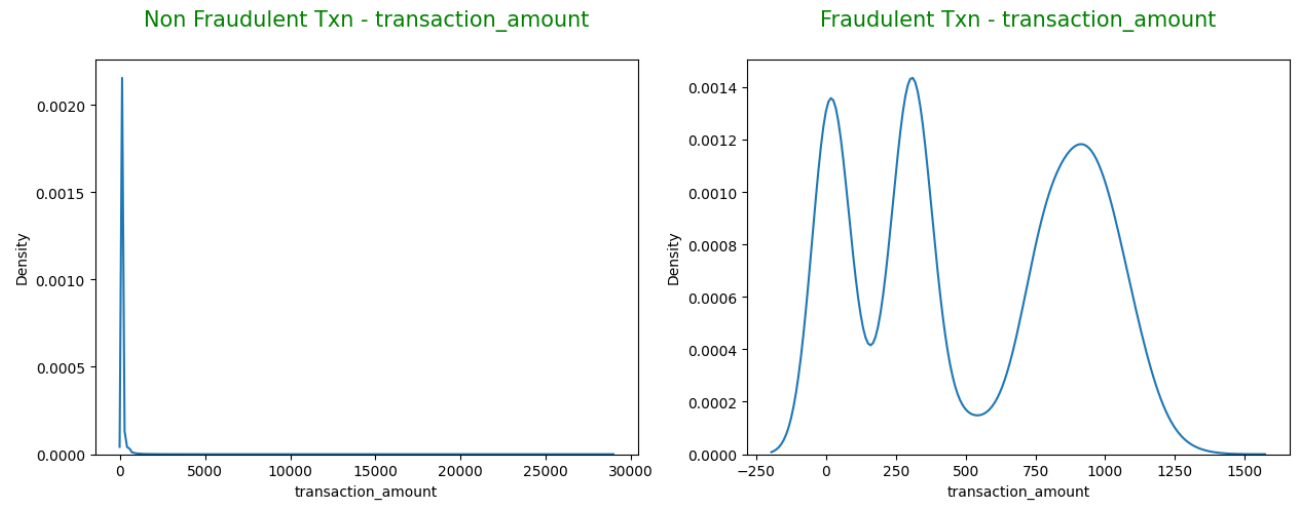 Non Fraudulent Txn - transaction_amount
0.0020
0.0015
0.0010
0.0005
0.0000
Density
0 5000 10000 15000 20000 25000 30000
transaction_amount
Fraudulent Txn - transaction_amount
0.0014
0.0012
0.0010
0.0008
0.0006
0.0004
0.0002
0.0000
Density
−250 0 250 500 750 1000 1250 1500
transaction_amount